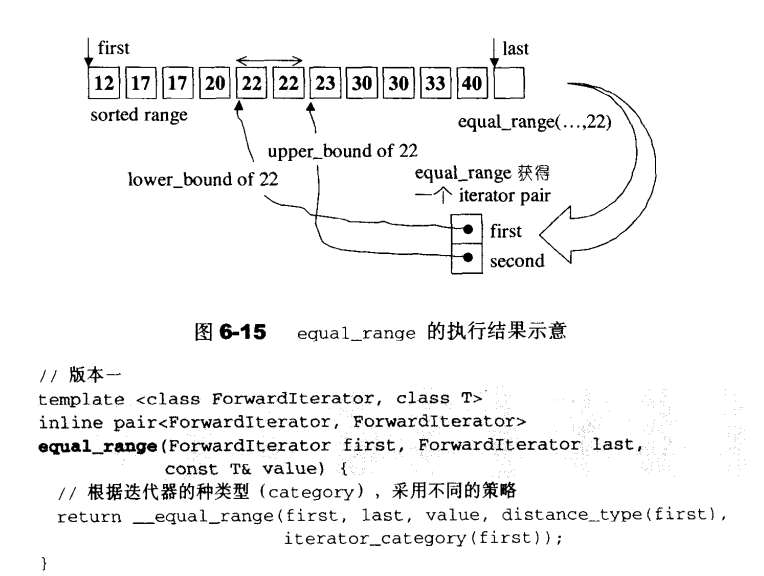 first
last
12 17 17 20 22 22 23 30 30 33 40
sorted range
equal_range(…,22)
upper_bound of 22
lower_bound of 22
equal_range 获得
一个 iterator pair
first
second
图 6-15 equal_range 的执行结果示意
// 版本一
template <class ForwardIterator, class T>
inline pair<ForwardIterator, ForwardIterator>
equal_range(ForwardIterator first, ForwardIterator last,
const T& value) {
// 根据迭代器的种类型（category）, 采用不同的策略
return __equal_range(first, last, value, distance_type(first),
iterator_category(first));
}